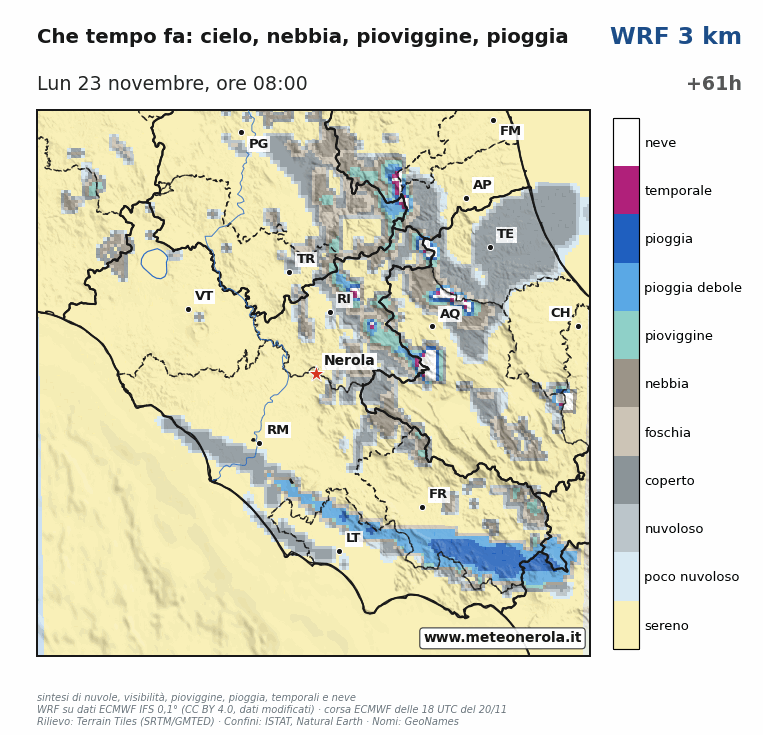 Che tempo fa: cielo, nebbia, pioviggine, pioggia
WRF 3 km
Lun 23 novembre, ore 08:00
+61h
FM
PG
AP
TE
TR
VT
RI
AQ
CH
Nerola
RM
FR
LT
www.meteonerola.it
neve
temporale
pioggia
pioggia debole
pioviggine
nebbia
foschia
coperto
nuvoloso
poco nuvoloso
sereno
sintesi di nuvole, visibilità, pioviggine, pioggia, temporali e neve
WRF su dati ECMWF IFS 0,1° (CC BY 4.0, dati modificati) · corsa ECMWF delle 18 UTC del 20/11
Rilievo: Terrain Tiles (SRTM/GMTED) · Confini: ISTAT, Natural Earth · Nomi: GeoNames